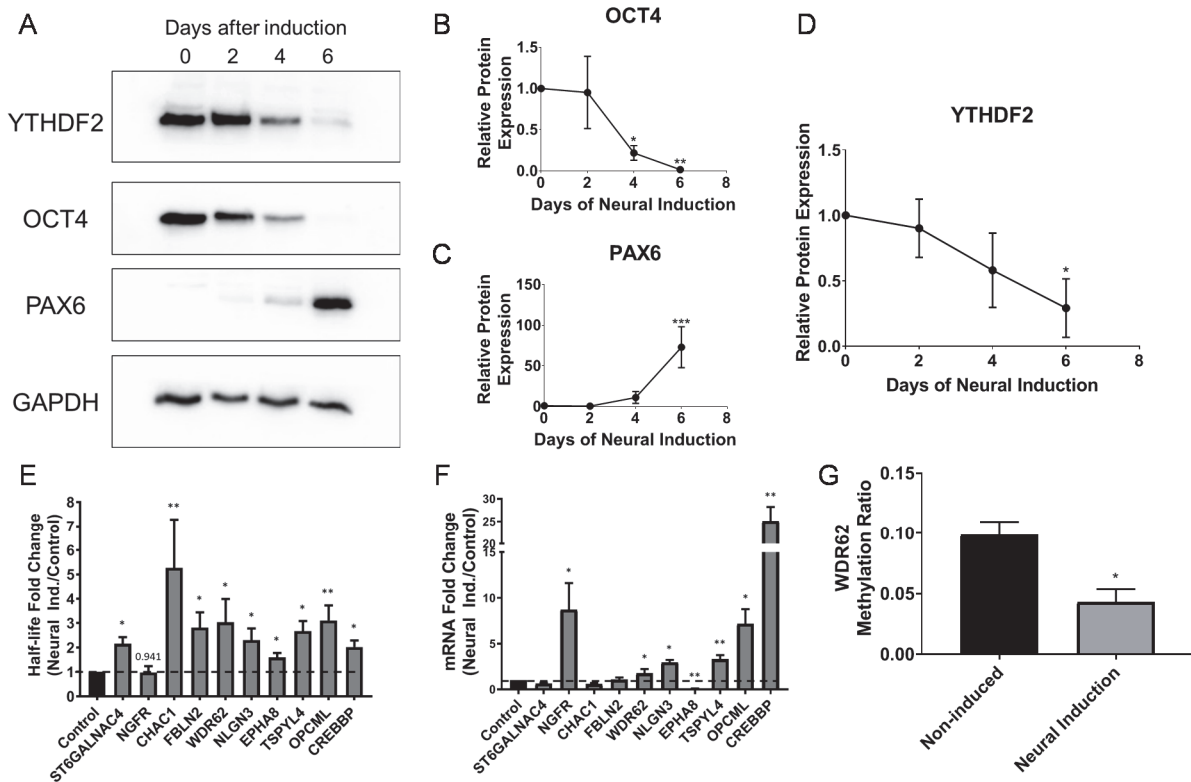 A
Days after induction
0 2 4 6
YTHDF2
OCT4
PAX6
GAPDH
B
OCT4
Relative Protein
Expression
1.5
1.0
0.5
0.0
*
**
0 2 4 6 8
Days of Neural Induction
C
PAX6
Relative Protein
Expression
150
100
50
0
***
0 2 4 6 8
Days of Neural Induction
D
YTHDF2
Relative Protein Expression
1.5
1.0
0.5
0.0
*
0 2 4 6 8
Days of Neural Induction
E
Half-life Fold Change
(Neural Ind./Control)
8
7
6
5
4
3
2
1
0
* 0.941 ** * * * * * ** *
Control
ST6GALNAC4
NGFR
CHAC1
FBLN2
WDR62
NLGN3
EPHA8
TSPYL4
OPCML
CREBBP
F
mRNA Fold Change
(Neural Ind./Control)
30
25
20
15
10
5
0
* * * ** ** * **
Control
ST6GALNAC4
NGFR
CHAC1
FBLN2
WDR62
NLGN3
EPHA8
TSPYL4
OPCML
CREBBP
G
WDR62
Methylation Ratio
0.15
0.10
0.05
0.00
*
Non-induced
Neural Induction